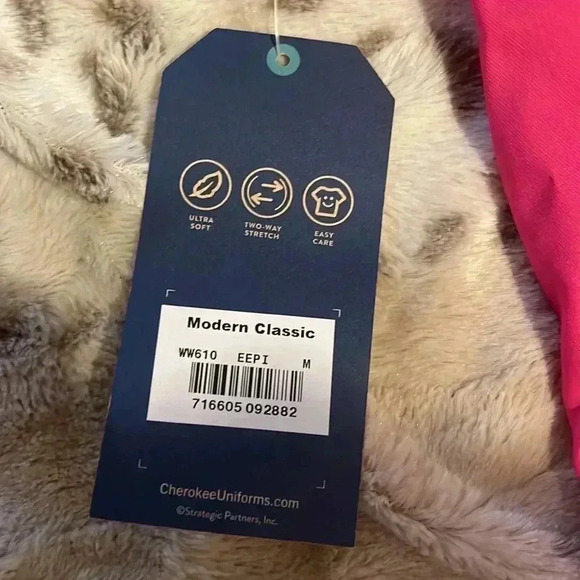 ULTRA
SOFT
TWO-WAY
STRETCH
EASY
CARE
Modern Classic
WW610 EEPI M
716605 092882
CherokeeUniforms.com
©Strategic Partners, Inc.